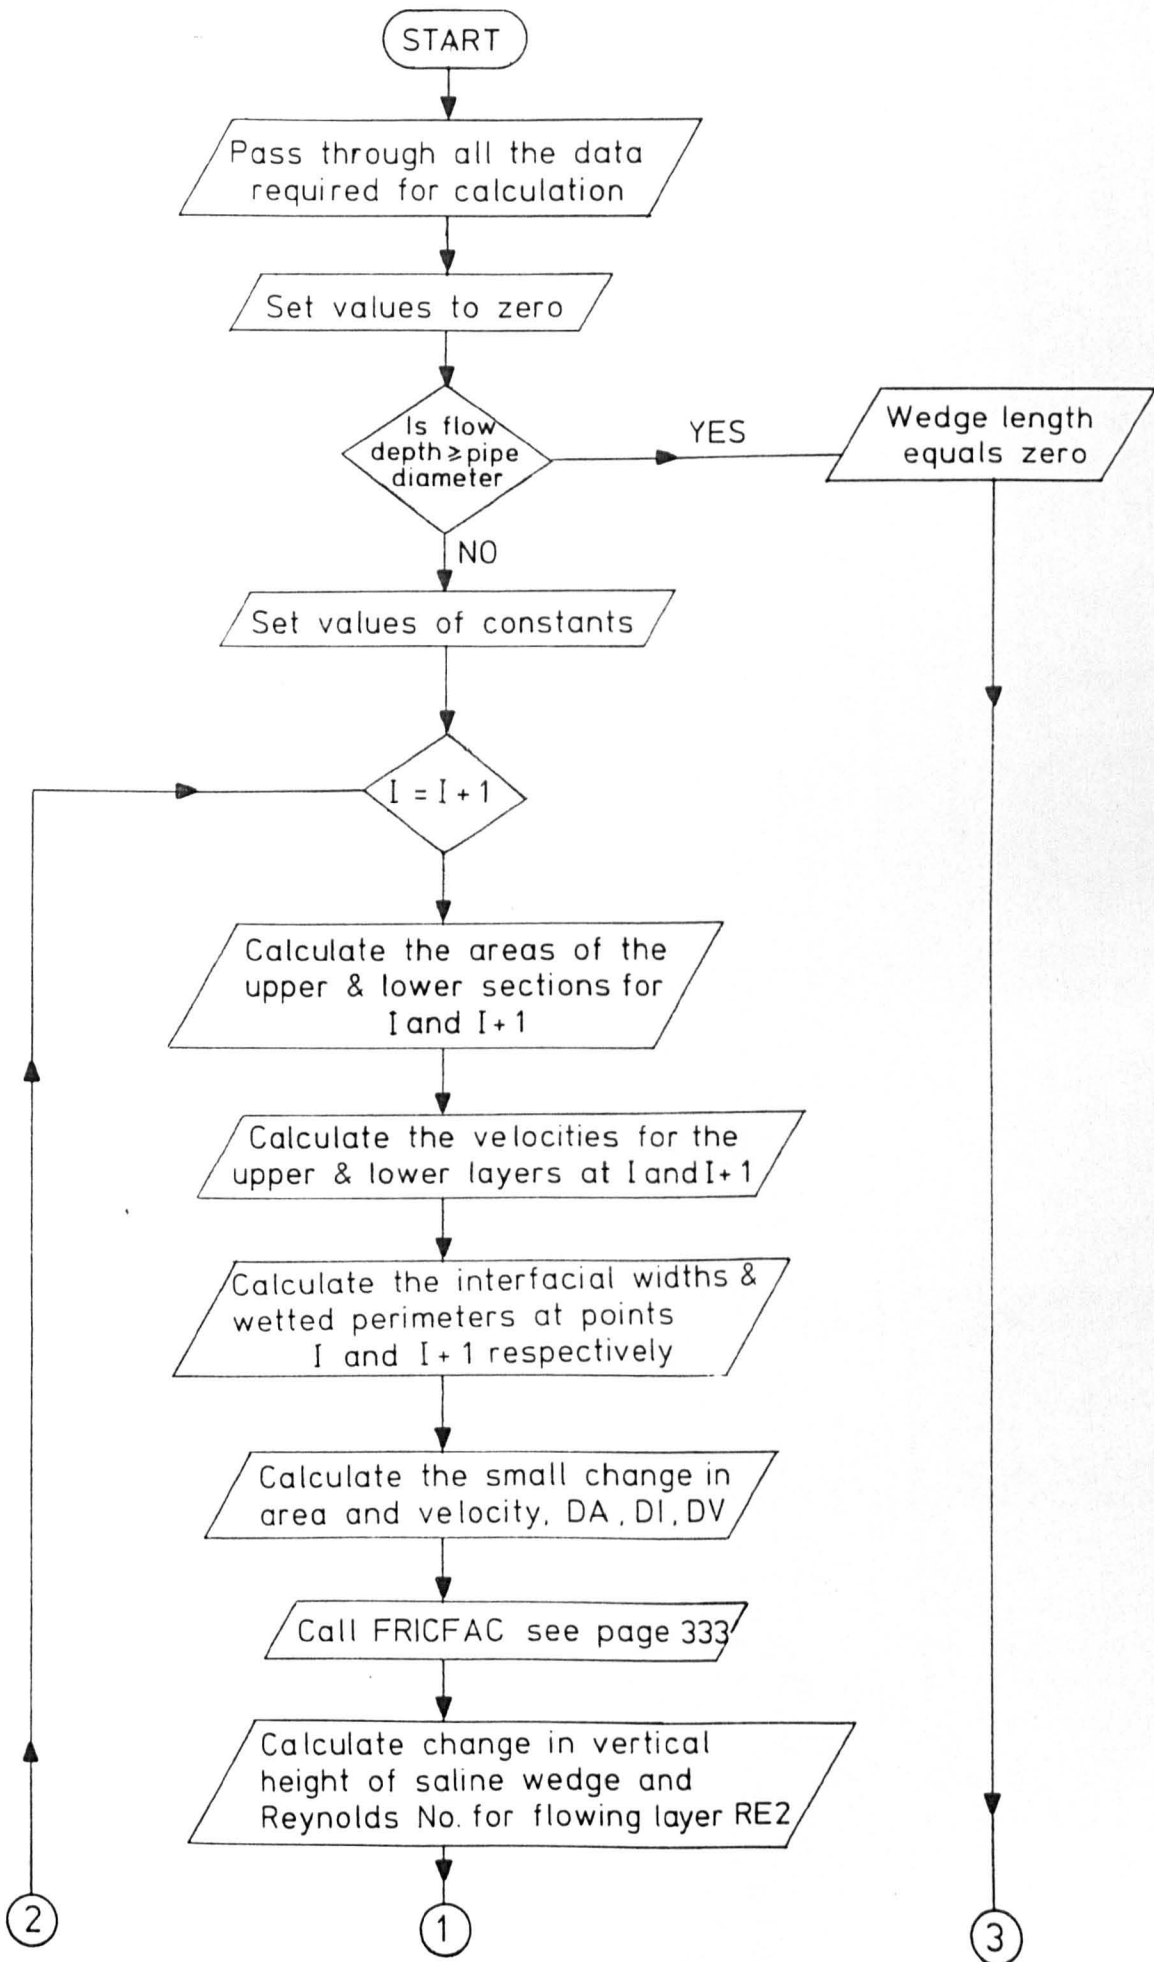 START
Pass through all the data
required for calculation
Set values to zero
Is flow
depth ≥ pipe
diameter
YES
Wedge length
equals zero
NO
Set values of constants
I = I + 1
Calculate the areas of the
upper & lower sections for
I and I + 1
Calculate the velocities for the
upper & lower layers at I and I + 1
Calculate the interfacial widths &
wetted perimeters at points
I and I + 1 respectively
Calculate the small change in
area and velocity, DA, DI, DV
Call FRICFAC see page 333
Calculate change in vertical
height of saline wedge and
Reynolds No. for flowing layer RE2
2
1
3